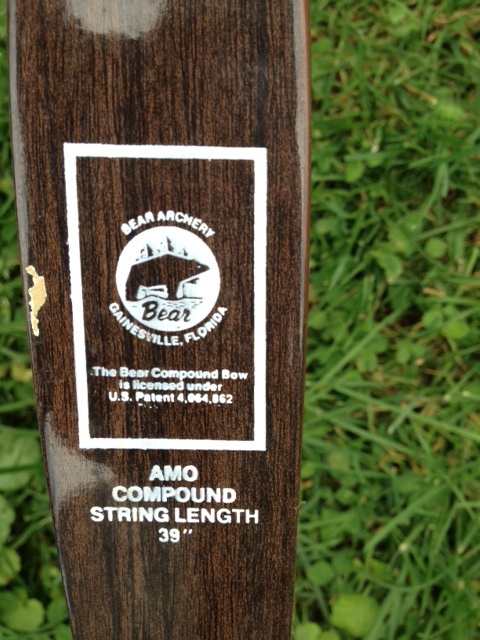 BEAR ARCHERY
Bear
GAINESVILLE, FLORIDA
The Bear Compound Bow
is licensed under
U.S. Patent 4,064,862
AMO
COMPOUND
STRING LENGTH
39"